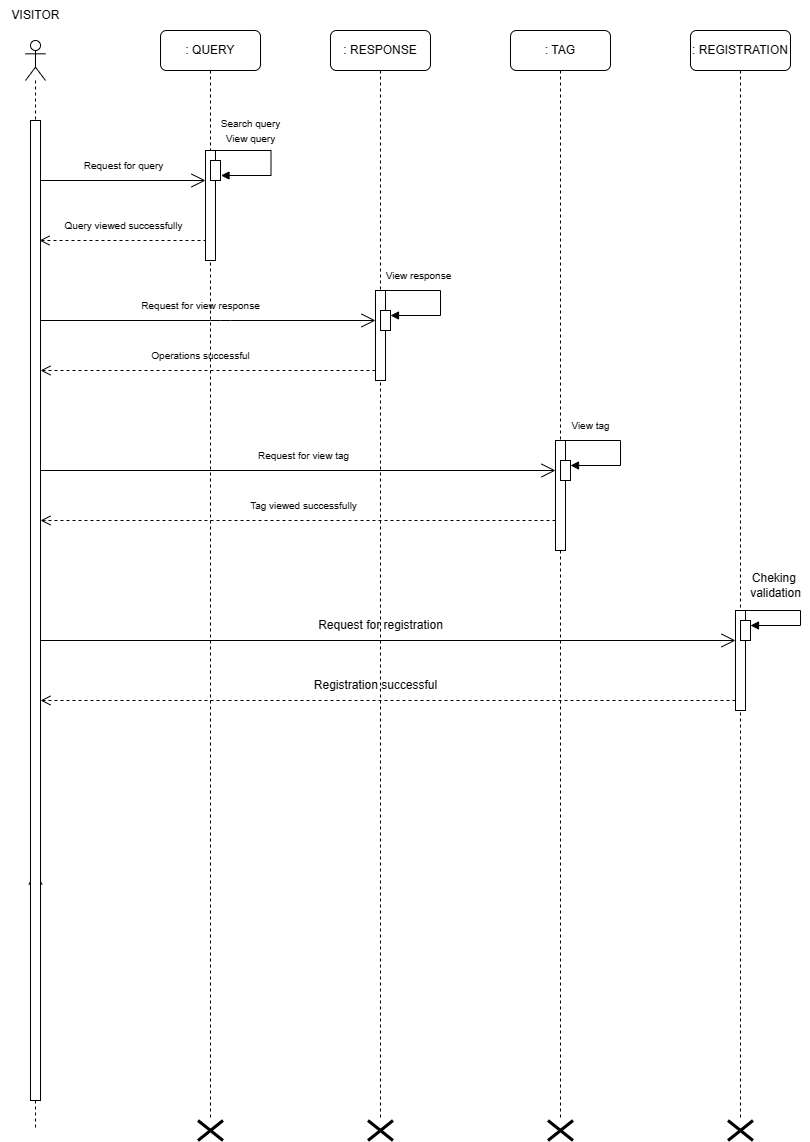 VISITOR
: QUERY
: RESPONSE
: TAG
: REGISTRATION
Search query
View query
Request for query
Query viewed successfully
View response
Request for view response
Operations successful
View tag
Request for view tag
Tag viewed successfully
Cheking
validation
Request for registration
Registration successful